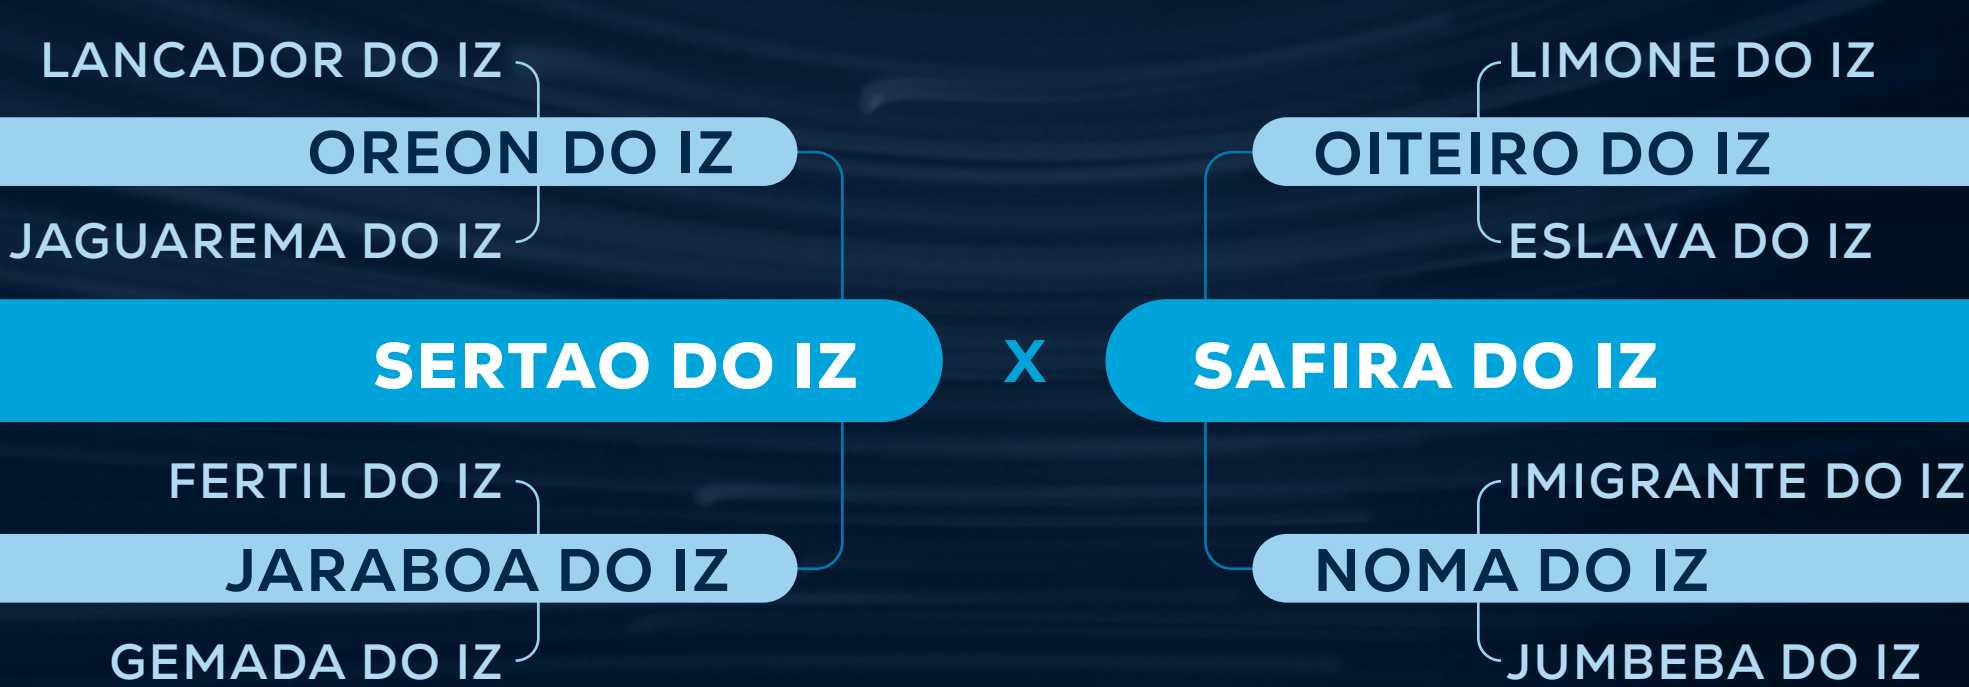 LANCADOR DO IZ
OREON DO IZ
JAGUAREMA DO IZ
SERTAO DO IZ
FERTIL DO IZ
JARABOA DO IZ
GEMADA DO IZ
X
LIMONE DO IZ
OITEIRO DO IZ
ESLAVA DO IZ
SAFIRA DO IZ
IMIGRANTE DO IZ
NOMA DO IZ
JUMBEBA DO IZ